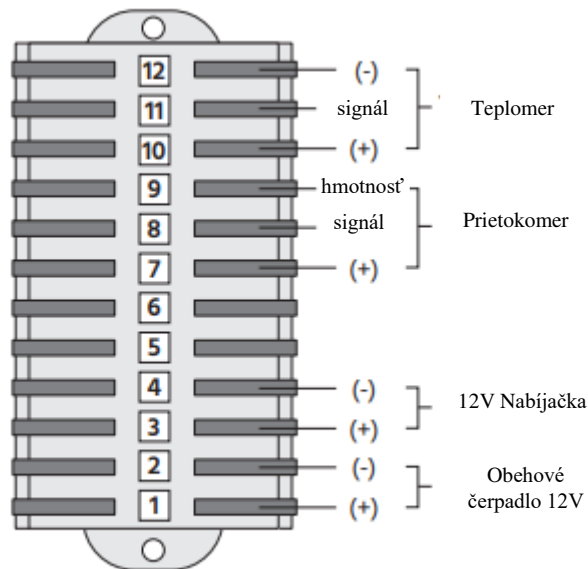 12 (-)
11 signál Teplomer
10 (+)
9 hmotnosť
8 signál Prietokomer
7 (+)
6
5
4 (-)
12V Nabíjačka
3 (+)
2 (-)
Obehové
čerpadlo 12V
1 (+)